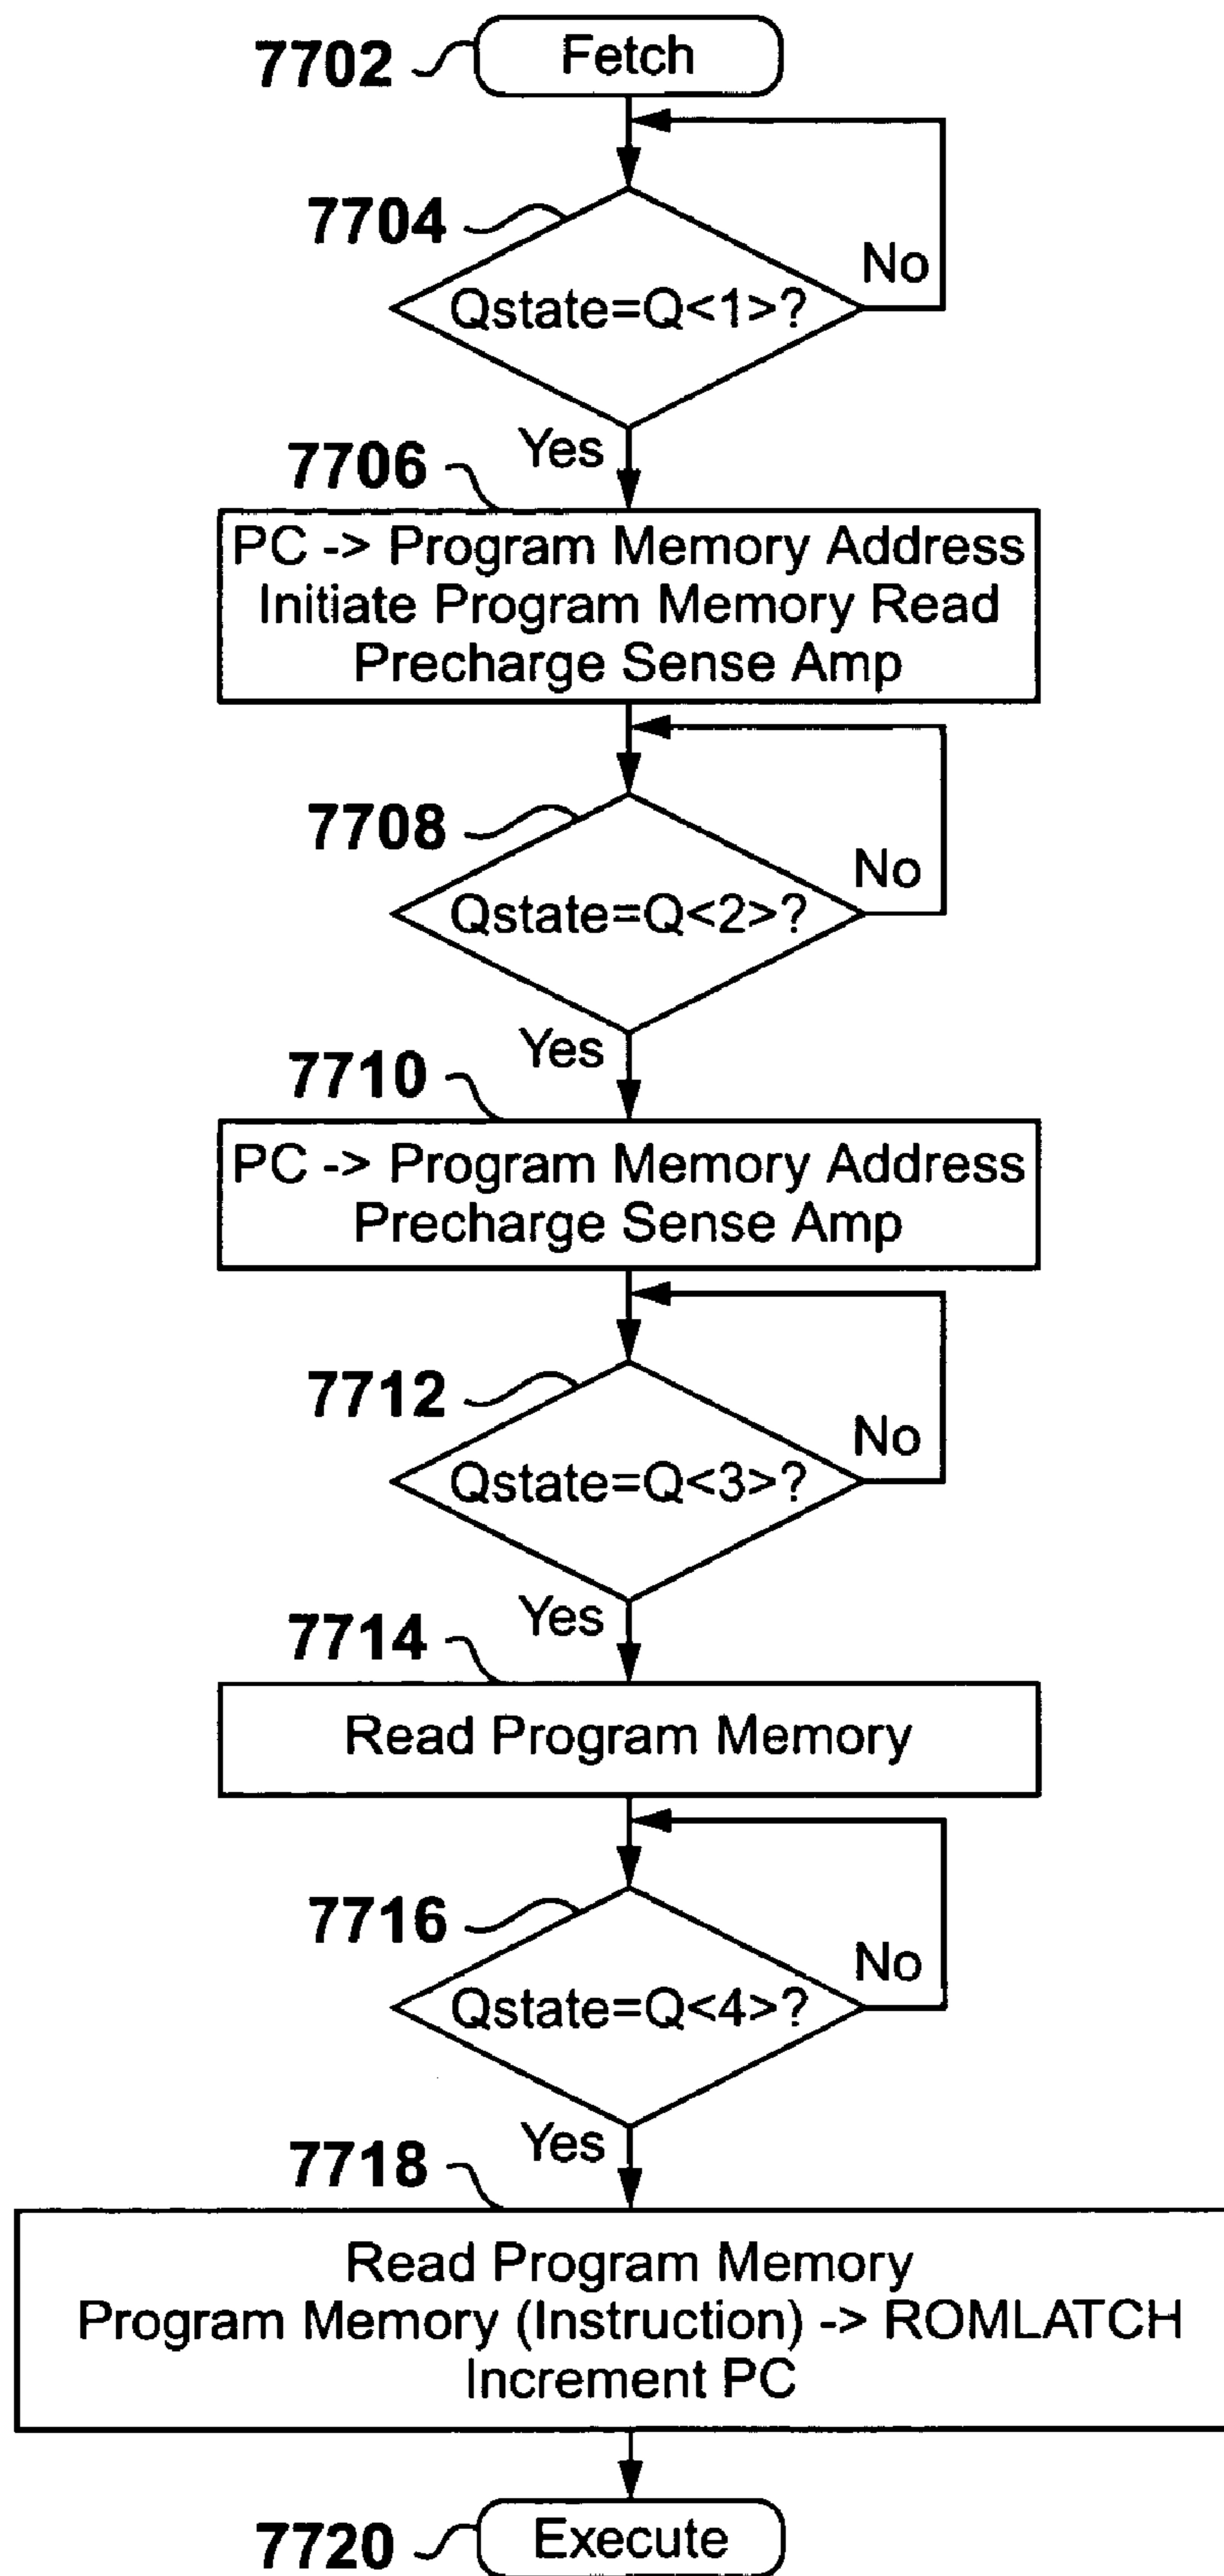 7702
Fetch
7704
No
Qstate=Q<1>?
Yes
7706
PC -> Program Memory Address
Initiate Program Memory Read
Precharge Sense Amp
7708
No
Qstate=Q<2>?
Yes
7710
PC -> Program Memory Address
Precharge Sense Amp
7712
No
Qstate=Q<3>?
Yes
7714
Read Program Memory
7716
No
Qstate=Q<4>?
Yes
7718
Read Program Memory
Program Memory (Instruction) -> ROMLATCH
Increment PC
7720
Execute